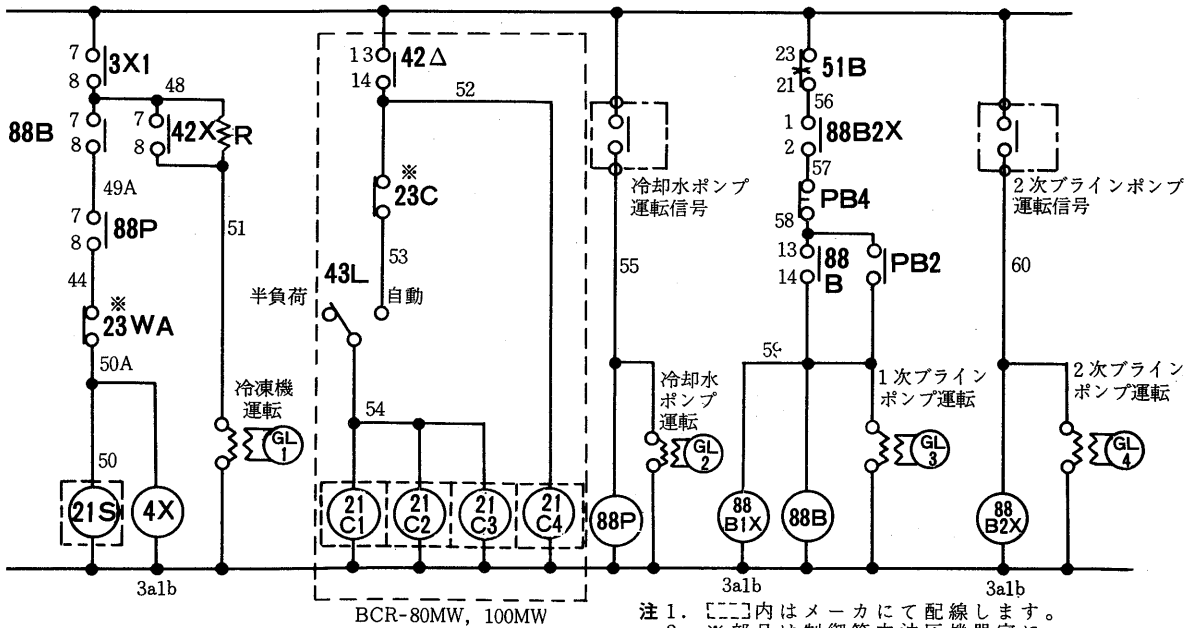 7
8
3X1
48
88B
7
8
7
8
42X
R
49A
7
8
88P
51
44
※
23WA
50A
冷凍機
運転
GL
1
50
21S
4X
3a1b
13
14
42Δ
52
※
23C
53
43L
半負荷
自動
54
21
C1
21
C2
21
C3
21
C4
BCR-80MW, 100MW
冷却水ポンプ
運転信号
55
冷却水
ポンプ
運転
GL
2
88P
23
21
51B
56
1
2
88B2X
57
PB4
58
13
14
88
B
PB2
59
1次ブライン
ポンプ運転
GL
3
88
B1X
88B
3a1b
2次ブラインポンプ
運転信号
60
2次ブライン
ポンプ運転
GL
4
88
B2X
3a1b
注1. [---]内はメーカにて配線します。